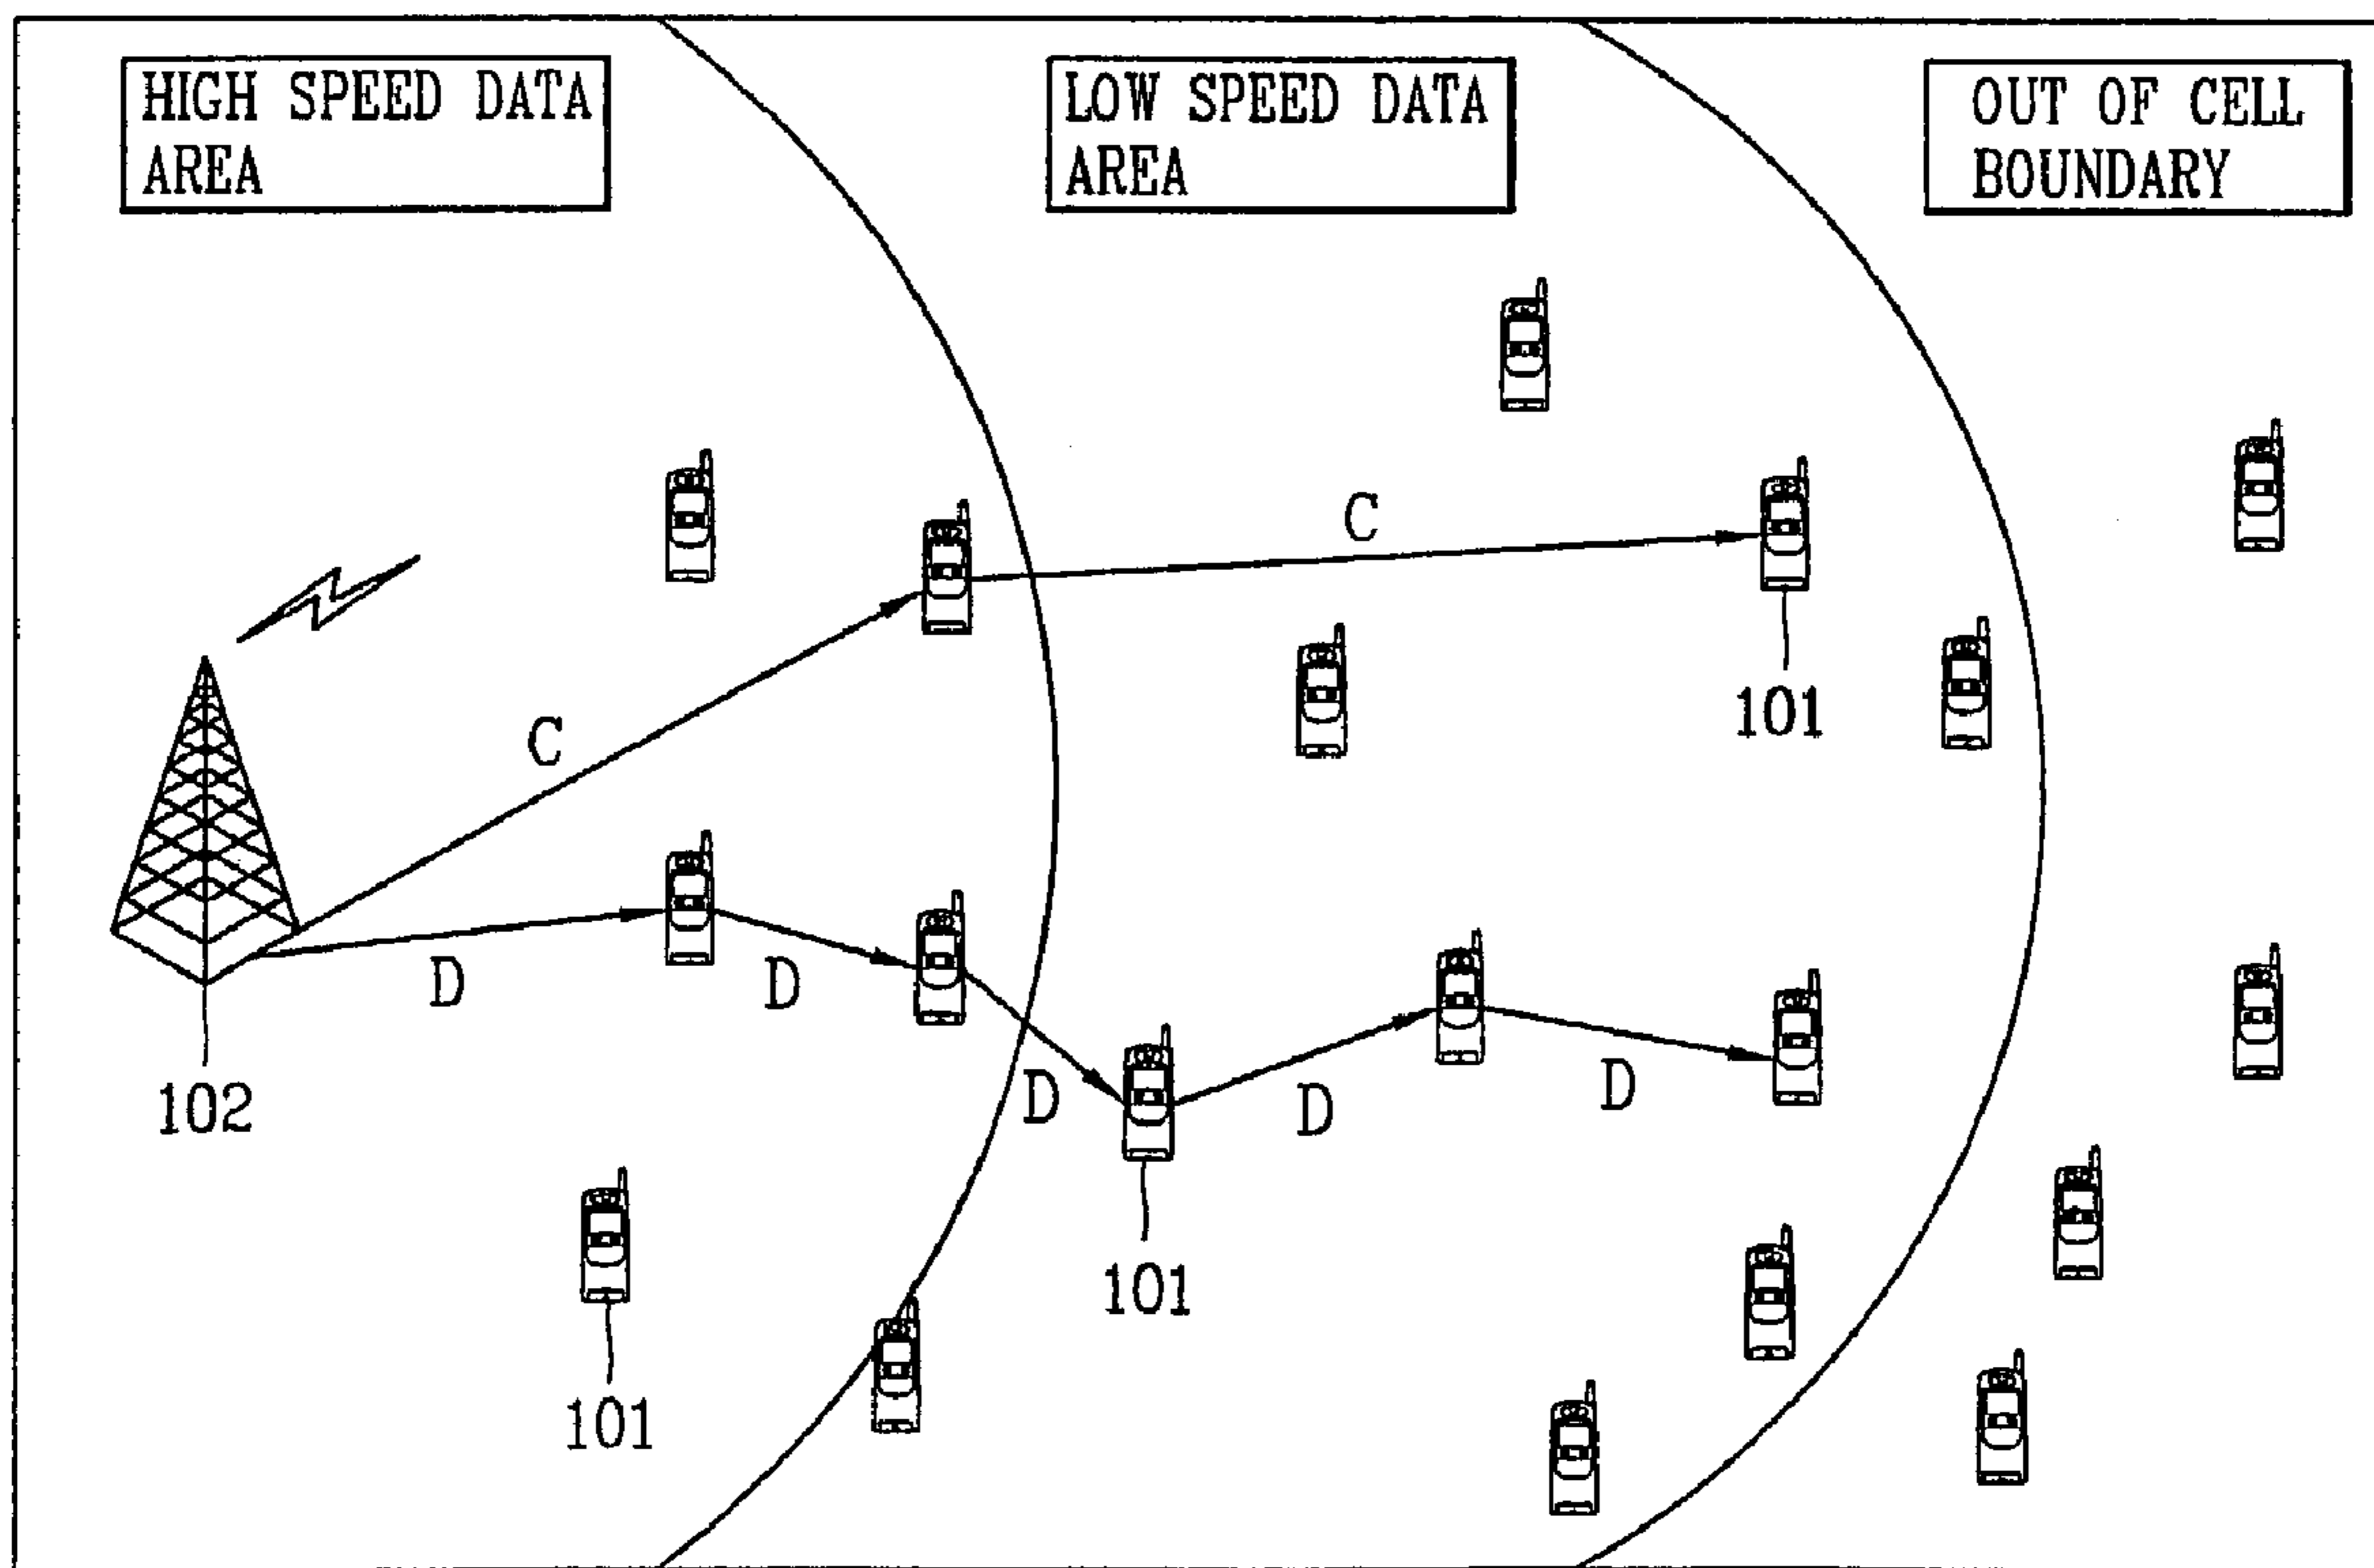 HIGH SPEED DATA
AREA
LOW SPEED DATA
AREA
OUT OF CELL
BOUNDARY
C
C
101
D
D
D
D
D
102
101
101